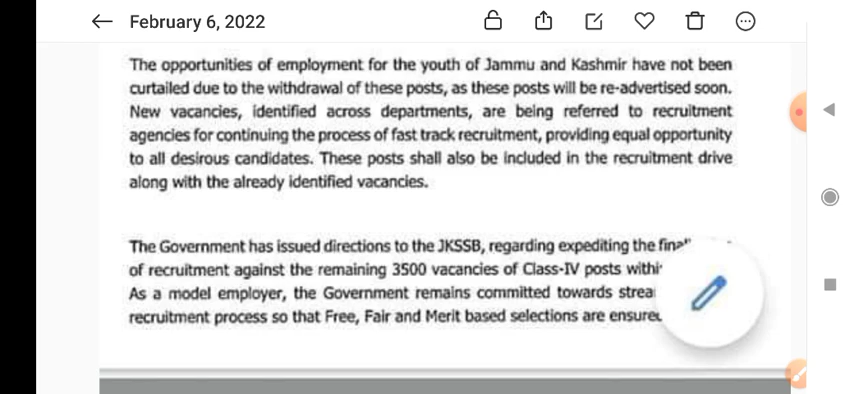 February 6, 2022
The opportunities of employment for the youth of Jammu and Kashmir have not been
curtailed due to the withdrawal of these posts, as these posts will be re-advertised soon.
New vacancies, identified across departments, are being referred to recruitment
agencies for continuing the process of fast track recruitment, providing equal opportunity
to all desirous candidates. These posts shall also be included in the recruitment drive
along with the already identified vacancies.
The Government has issued directions to the JKSSB, regarding expediting the
of recruitment against the remaining 3500 vacancies of Class-IV posts
As a model employer, the Government remains committed towards
recruitment process so that Free, Fair and Merit based selections are